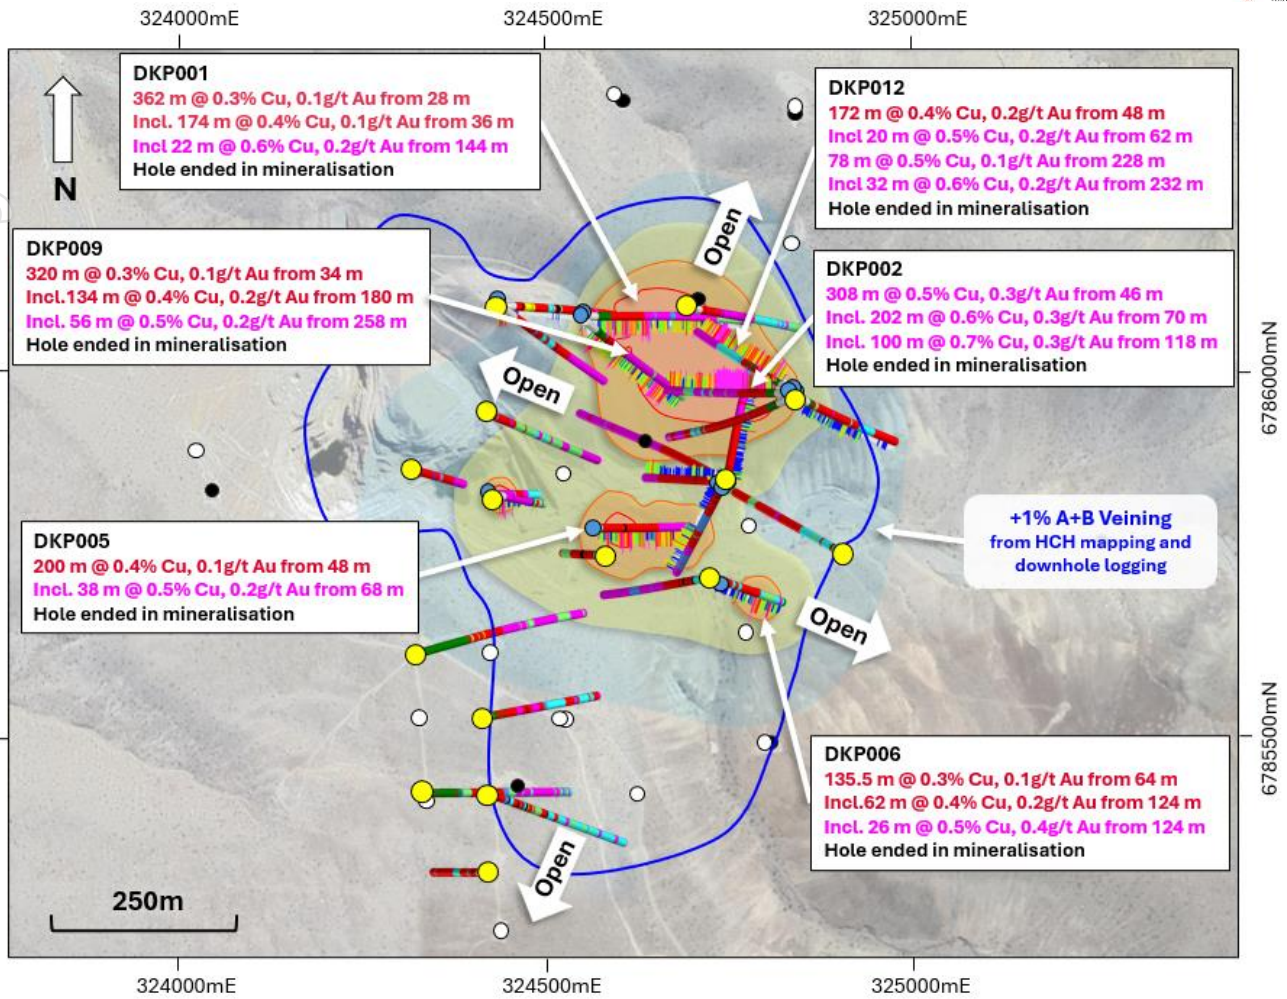 324000mE
324500mE
325000mE
DKP001
362 m @ 0.3% Cu, 0.1g/t Au from 28 m
Incl. 174 m @ 0.4% Cu, 0.1g/t Au from 36 m
Incl 22 m @ 0.6% Cu, 0.2g/t Au from 144 m
Hole ended in mineralisation
DKP012
172 m @ 0.4% Cu, 0.2g/t Au from 48 m
Incl 20 m @ 0.5% Cu, 0.2g/t Au from 62 m
78 m @ 0.5% Cu, 0.1g/t Au from 228 m
Incl 32 m @ 0.6% Cu, 0.2g/t Au from 232 m
Hole ended in mineralisation
N
Open
DKP009
320 m @ 0.3% Cu, 0.1g/t Au from 34 m
Incl.134 m @ 0.4% Cu, 0.2g/t Au from 180 m
Incl. 56 m @ 0.5% Cu, 0.2g/t Au from 258 m
Hole ended in mineralisation
DKP002
308 m @ 0.5% Cu, 0.3g/t Au from 46 m
Incl. 202 m @ 0.6% Cu, 0.3g/t Au from 70 m
Incl. 100 m @ 0.7% Cu, 0.3g/t Au from 118 m
Hole ended in mineralisation
6786000mN
Open
+1% A+B Veining
from HCH mapping and
downhole logging
DKP005
200 m @ 0.4% Cu, 0.1g/t Au from 48 m
Incl. 38 m @ 0.5% Cu, 0.2g/t Au from 68 m
Hole ended in mineralisation
Open
6785500mN
DKP006
135.5 m @ 0.3% Cu, 0.1g/t Au from 64 m
Incl.62 m @ 0.4% Cu, 0.2g/t Au from 124 m
Incl. 26 m @ 0.5% Cu, 0.4g/t Au from 124 m
Hole ended in mineralisation
Open
250m
324000mE
324500mE
325000mE